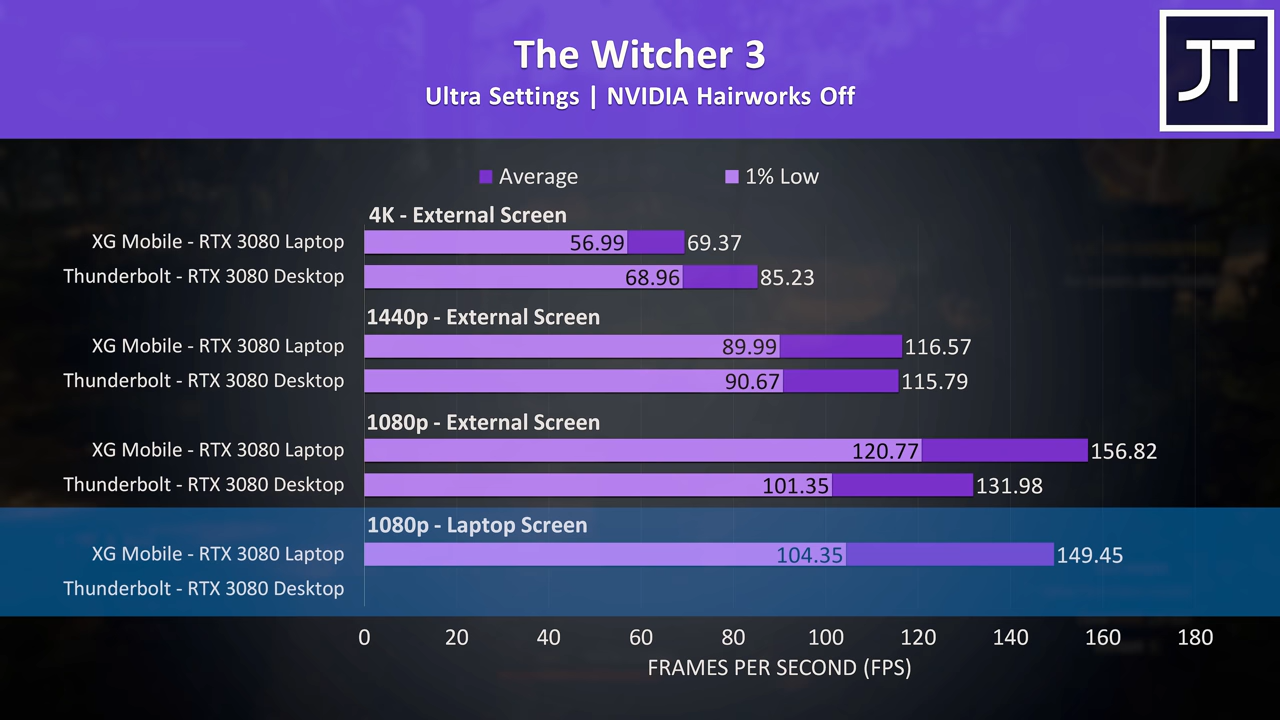 The Witcher 3
Ultra Settings | NVIDIA Hairworks Off
JT
Average 1% Low
4K - External Screen
XG Mobile - RTX 3080 Laptop 56.99 69.37
Thunderbolt - RTX 3080 Desktop 68.96 85.23
1440p - External Screen
XG Mobile - RTX 3080 Laptop 89.99 116.57
Thunderbolt - RTX 3080 Desktop 90.67 115.79
1080p - External Screen
XG Mobile - RTX 3080 Laptop 120.77 156.82
Thunderbolt - RTX 3080 Desktop 101.35 131.98
1080p - Laptop Screen
XG Mobile - RTX 3080 Laptop 104.35 149.45
Thunderbolt - RTX 3080 Desktop
0 20 40 60 80 100 120 140 160 180
FRAMES PER SECOND (FPS)